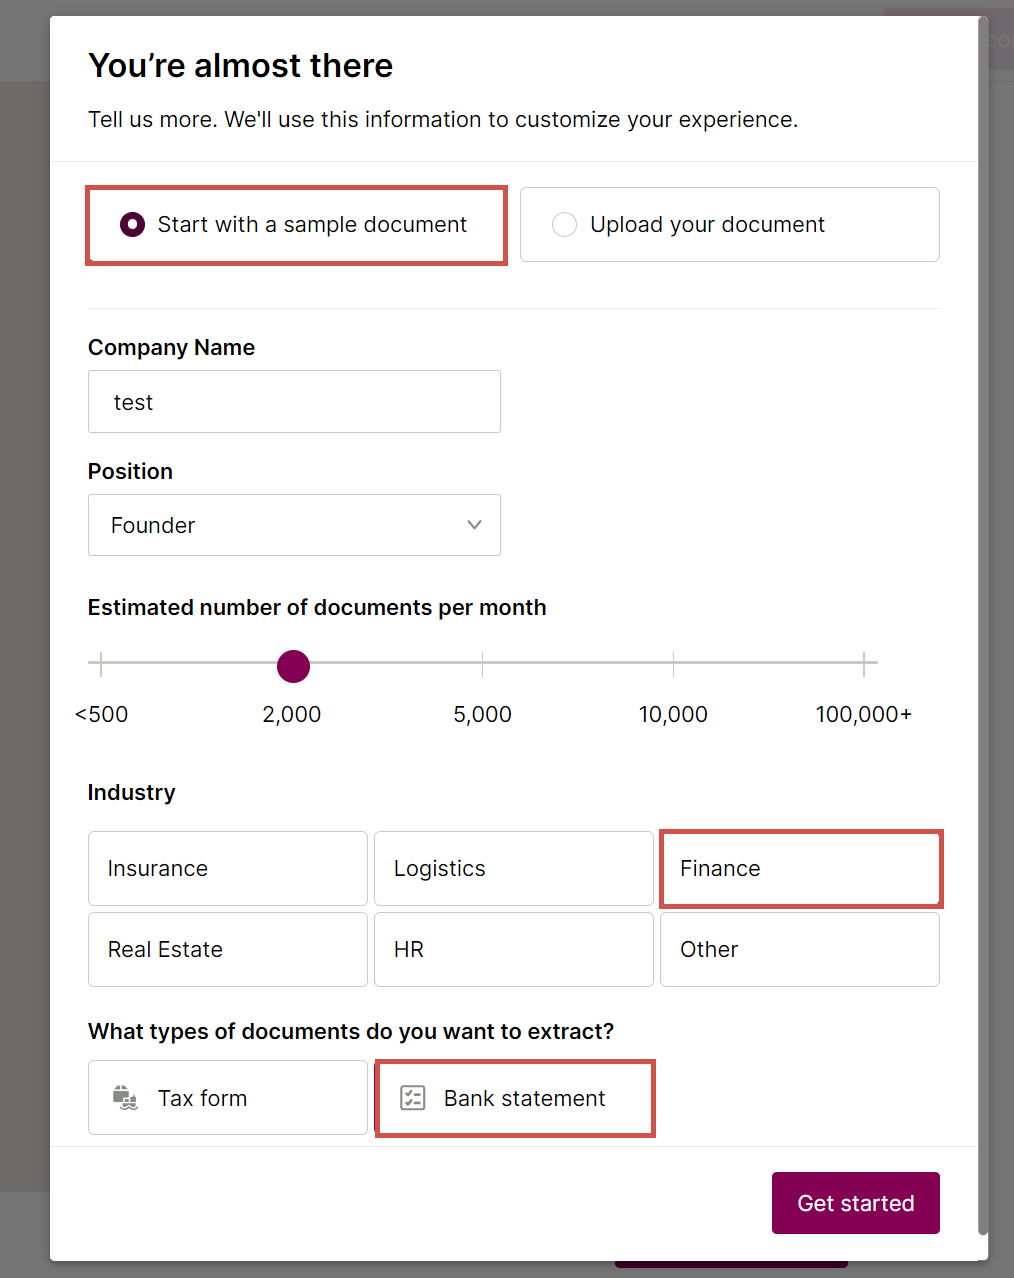 You're almost there
Tell us more. We'll use this information to customize your experience.
Start with a sample document
Upload your document
Company Name
test
Position
Founder
Estimated number of documents per month
<500 2,000 5,000 10,000 100,000+
Industry
Insurance Logistics Finance
Real Estate HR Other
What types of documents do you want to extract?
Tax form Bank statement
Get started